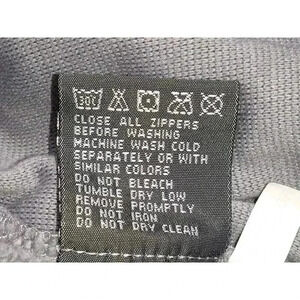 30C
CLOSE ALL ZIPPERS
BEFORE WASHING
MACHINE WASH COLD
SEPARATELY OR WITH
SIMILAR COLORS
DO NOT BLEACH
TUMBLE DRY LOW
REMOVE PROMPTLY
DO NOT IRON
DO NOT DRY CLEAN